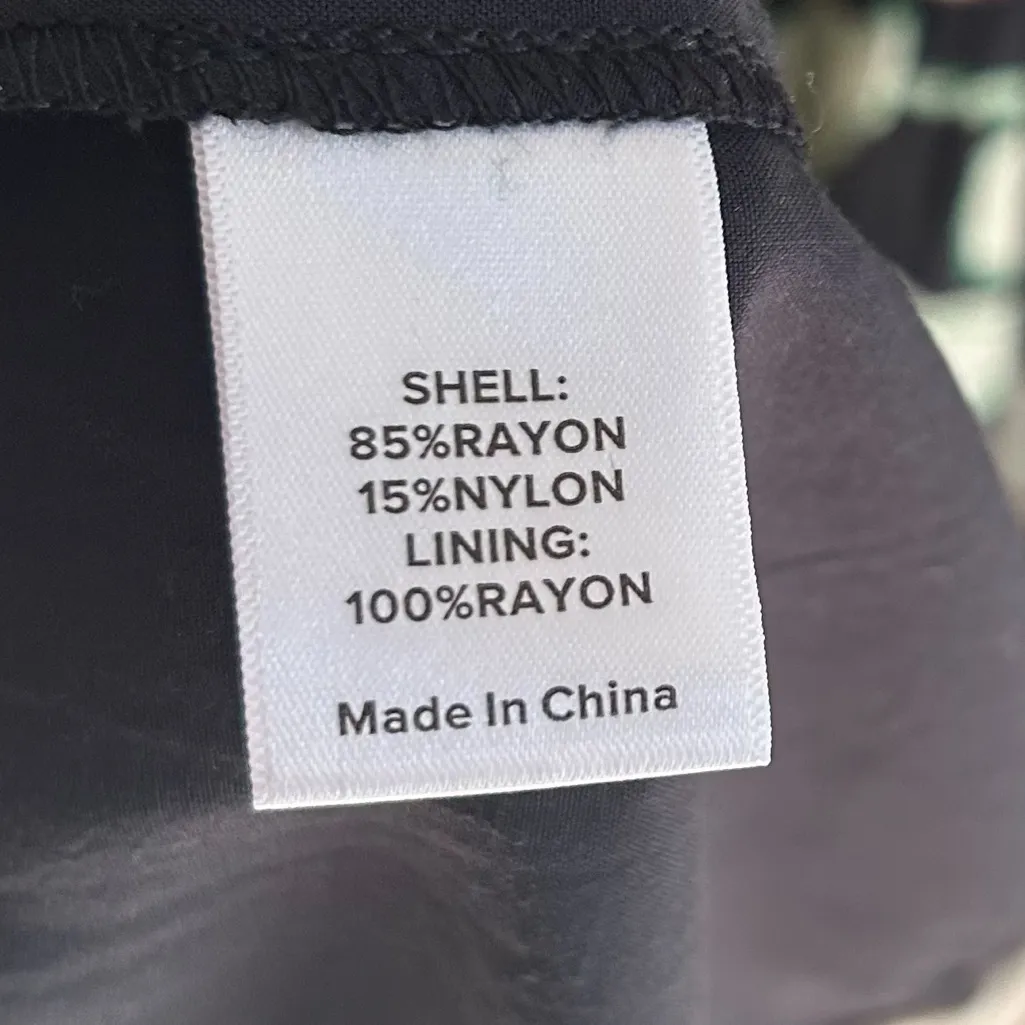 SHELL:
85%RAYON
15%NYLON
LINING:
100%RAYON
Made In China